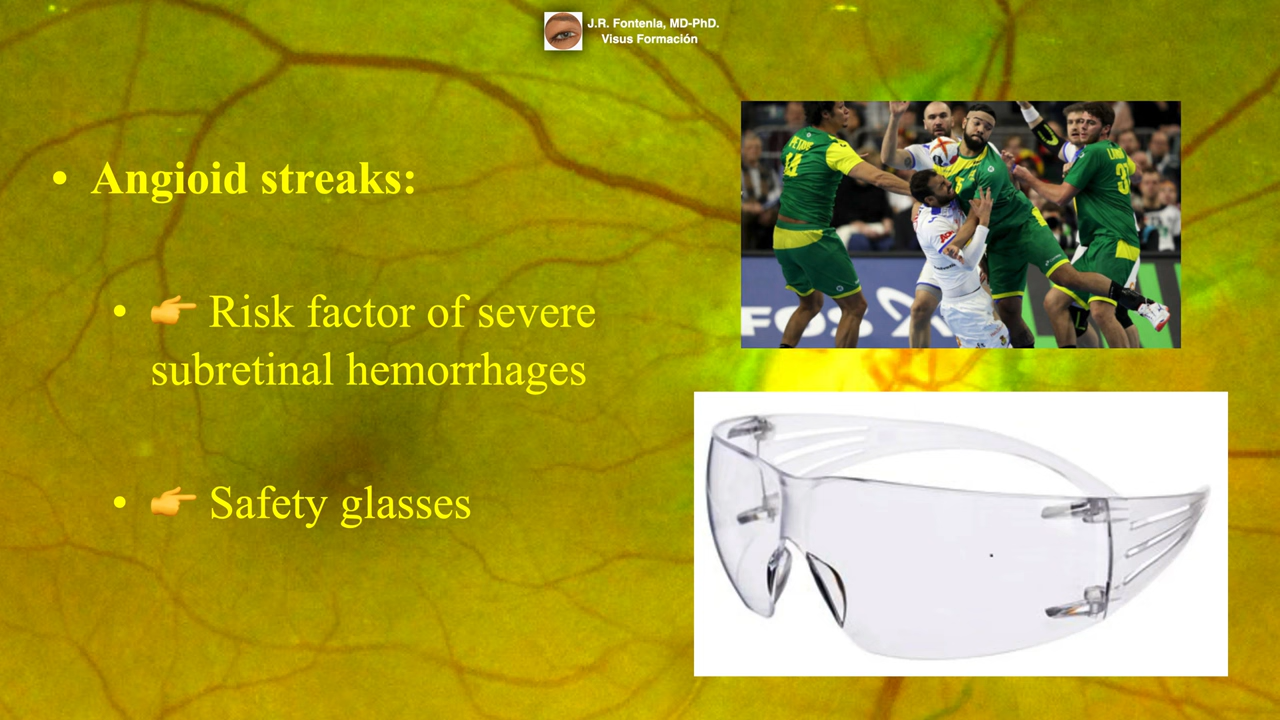 J.R. Fontenla, MD-PhD.
Visus Formación
• Angioid streaks:
• 👉 Risk factor of severe
subretinal hemorrhages
• 👉 Safety glasses